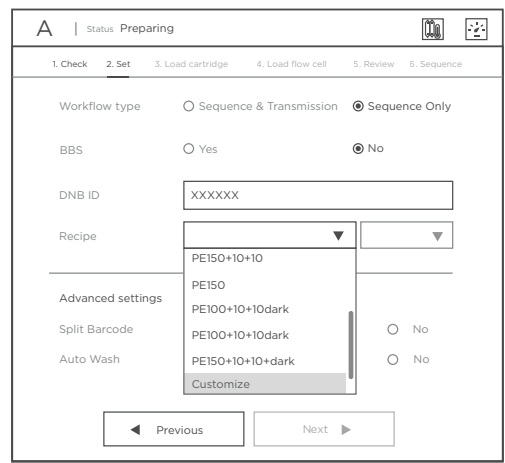 A | Status Preparing
1. Check 2. Set 3. Load cartridge 4. Load flow cell 5. Review 6. Sequence
Workflow type Sequence & Transmission Sequence Only
BBS Yes No
DNB ID XXXXXX
Recipe
PE150+10+10
PE150
Advanced settings
PE100+10+10dark
Split Barcode PE100+10+10dark No
Auto Wash PE150+10+10+dark No
Customize
Previous Next